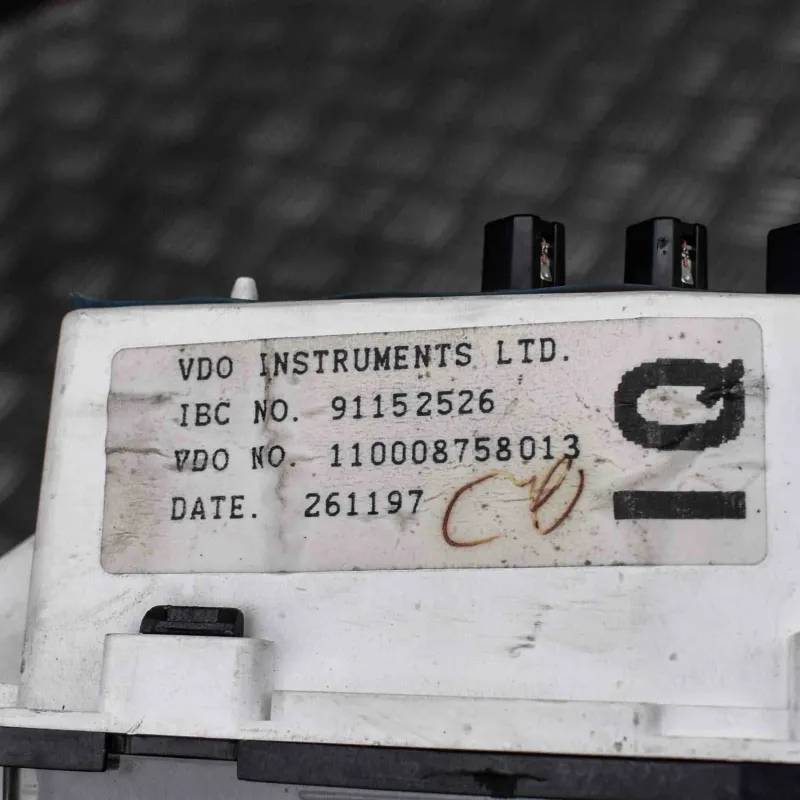 VDO INSTRUMENTS LTD.
IBC NO. 91152526
VDO NO. 110008758013
DATE. 261197